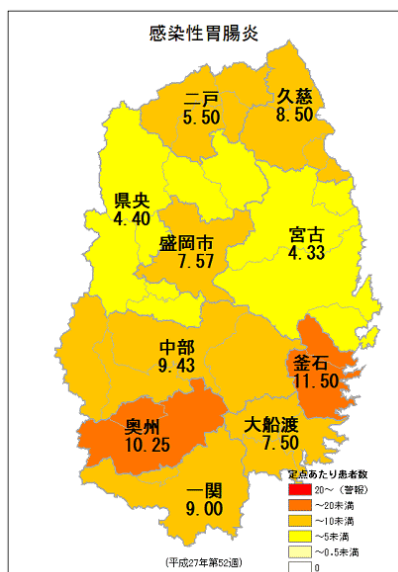 感染性胃腸炎
二戸
5.50
久慈
8.50
県央
4.40
盛岡市
7.57
宮古
4.33
中部
9.43
釜石
11.50
奥州
10.25
大船渡
7.50
一関
9.00
定点あたり患者数
20～（警報）
～20未満
～10未満
～5未満
～0.5未満
0
(平成27年第52週)